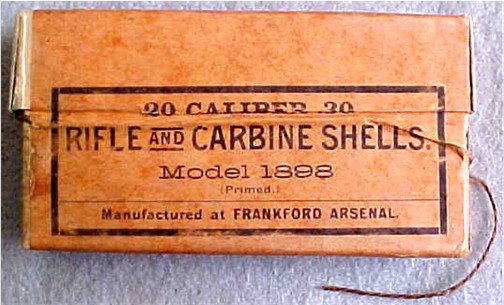 20 CALIBER .30
RIFLE AND CARBINE SHELLS.
Model 1898
(Primed.)
Manufactured at FRANKFORD ARSENAL.